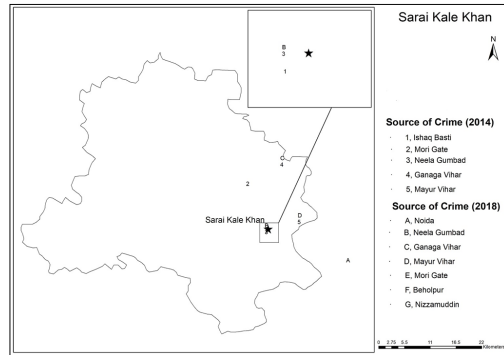 Sarai Kale Khan
N
B
3
1
Source of Crime (2014)
1, Ishaq Basti
2, Mori Gate
3, Neela Gumbad
4, Ganaga Vihar
5, Mayur Vihar
C
4
2
D
5
Sarai Kale Khan
A
Source of Crime (2018)
A, Noida
B, Neela Gumbad
C, Ganaga Vihar
D, Mayur Vihar
E, Mori Gate
F, Beholpur
G, Nizzamuddin
0 2.75 5.5 11 16.5 22
Kilometers